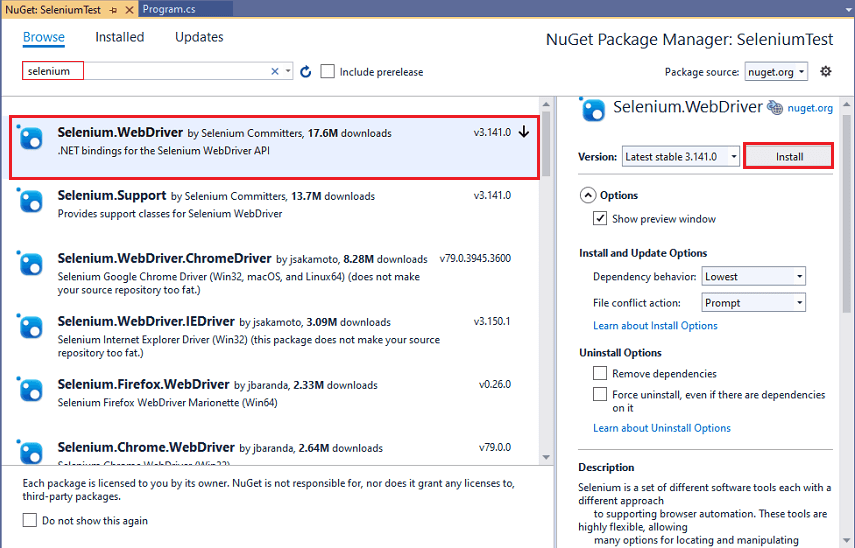 NuGet: SeleniumTest
Program.cs
Browse Installed Updates
NuGet Package Manager: SeleniumTest
selenium
Include prerelease
Package source: nuget.org
Selenium.WebDriver by Selenium Committers, 17.6M downloads v3.141.0
.NET bindings for the Selenium WebDriver API
Selenium.Support by Selenium Committers, 13.7M downloads v3.141.0
Provides support classes for Selenium WebDriver
Selenium.WebDriver.ChromeDriver by jsakamoto, 8.28M downloads v79.0.3945.3600
Selenium Google Chrome Driver (Win32, macOS, and Linux64) (does not make
your source repository too fat.)
Selenium.WebDriver.IEDriver by jsakamoto, 3.09M downloads v3.150.1
Selenium Internet Explorer Driver (Win32) (this package does not make your source
repository too fat.)
Selenium.Firefox.WebDriver by jbaranda, 2.33M downloads v0.26.0
Selenium Firefox WebDriver Marionette (Win64)
Selenium.Chrome.WebDriver by jbaranda, 2.64M downloads v79.0.0
Selenium Chrome WebDriver (Win32)
Each package is licensed to you by its owner. NuGet is not responsible for, nor does it grant any licenses to,
third-party packages.
Do not show this again
Selenium.WebDriver nuget.org
Version: Latest stable 3.141.0 Install
Options
Show preview window
Install and Update Options
Dependency behavior: Lowest
File conflict action: Prompt
Learn about Install Options
Uninstall Options
Remove dependencies
Force uninstall, even if there are dependencies
on it
Learn about Uninstall Options
Description
Selenium is a set of different software tools each with a
different approach
to supporting browser automation. These tools are
highly flexible, allowing
many options for locating and manipulating